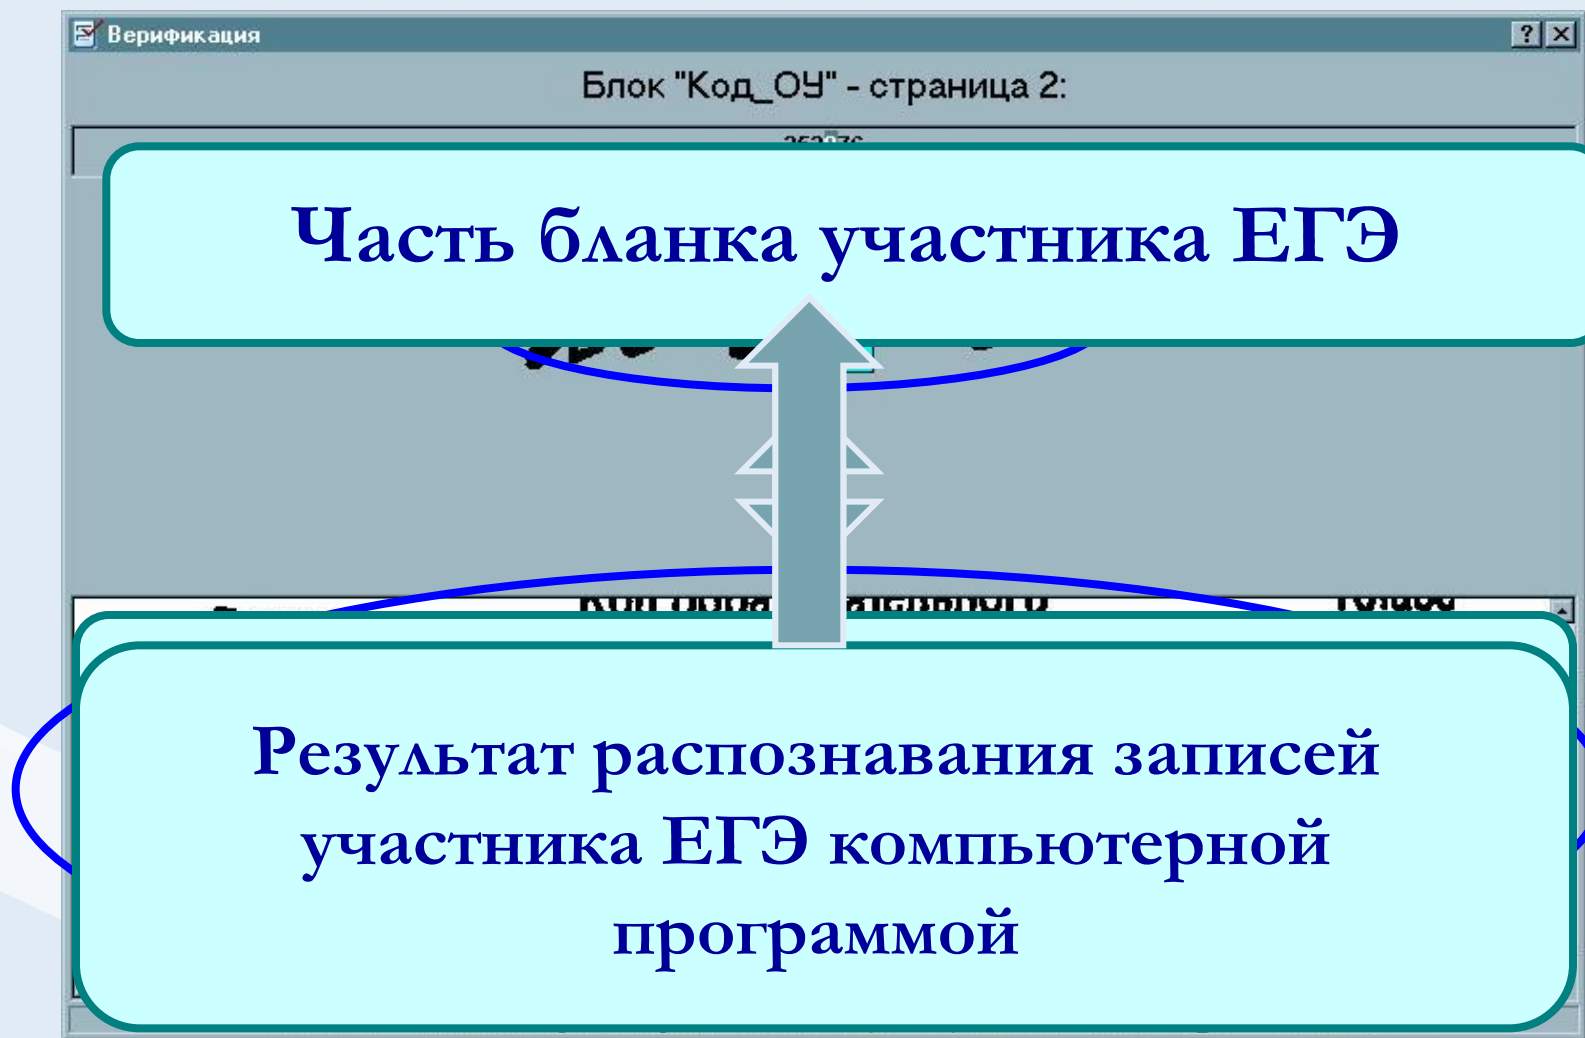 Верификация
Блок "Код_ОУ" - страница 2:
Часть бланка участника ЕГЭ
Результат распознавания записей
участника ЕГЭ компьютерной
программой